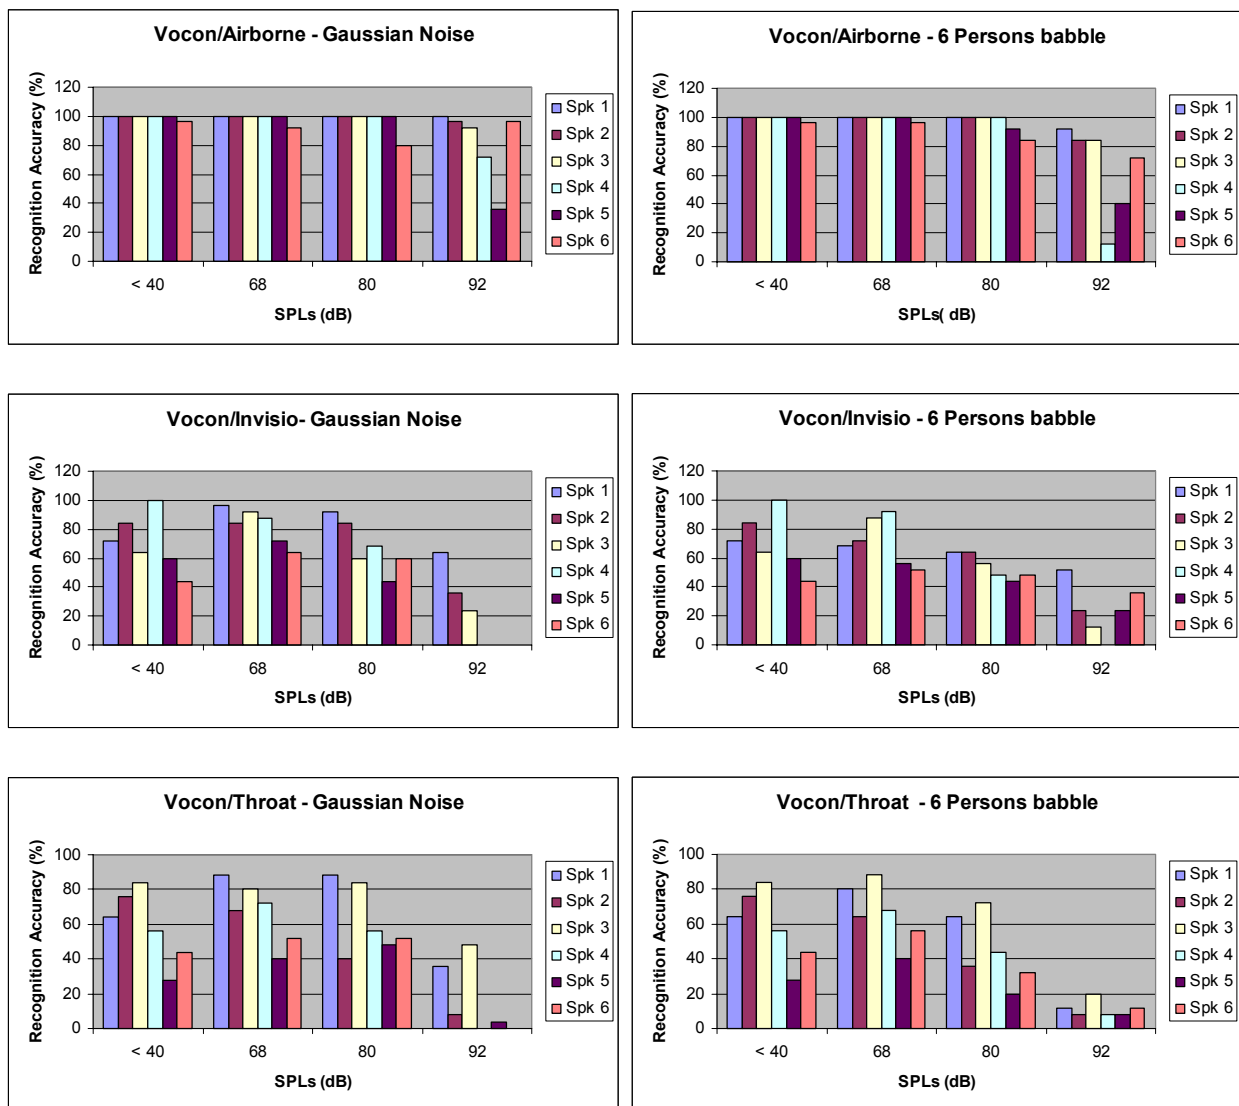 Vocon/Airborne - Gaussian Noise
Recognition Accuracy (%)
120
100
80
60
40
20
0
< 40 68 80 92
SPLs (dB)
Spk 1
Spk 2
Spk 3
Spk 4
Spk 5
Spk 6
Vocon/Airborne - 6 Persons babble
Recognition Accuracy (%)
120
100
80
60
40
20
0
< 40 68 80 92
SPLs( dB)
Spk 1
Spk 2
Spk 3
Spk 4
Spk 5
Spk 6
Vocon/Invisio- Gaussian Noise
Recognition Accuracy (%)
120
100
80
60
40
20
0
< 40 68 80 92
SPLs (dB)
Spk 1
Spk 2
Spk 3
Spk 4
Spk 5
Spk 6
Vocon/Invisio - 6 Persons babble
Recognition Accuracy (%)
120
100
80
60
40
20
0
< 40 68 80 92
SPLs (dB)
Spk 1
Spk 2
Spk 3
Spk 4
Spk 5
Spk 6
Vocon/Throat - Gaussian Noise
Recognition Accuracy (%)
100
80
60
40
20
0
< 40 68 80 92
SPLs (dB)
Spk 1
Spk 2
Spk 3
Spk 4
Spk 5
Spk 6
Vocon/Throat - 6 Persons babble
Recognition Accuracy (%)
100
80
60
40
20
0
< 40 68 80 92
SPLs (dB)
Spk 1
Spk 2
Spk 3
Spk 4
Spk 5
Spk 6